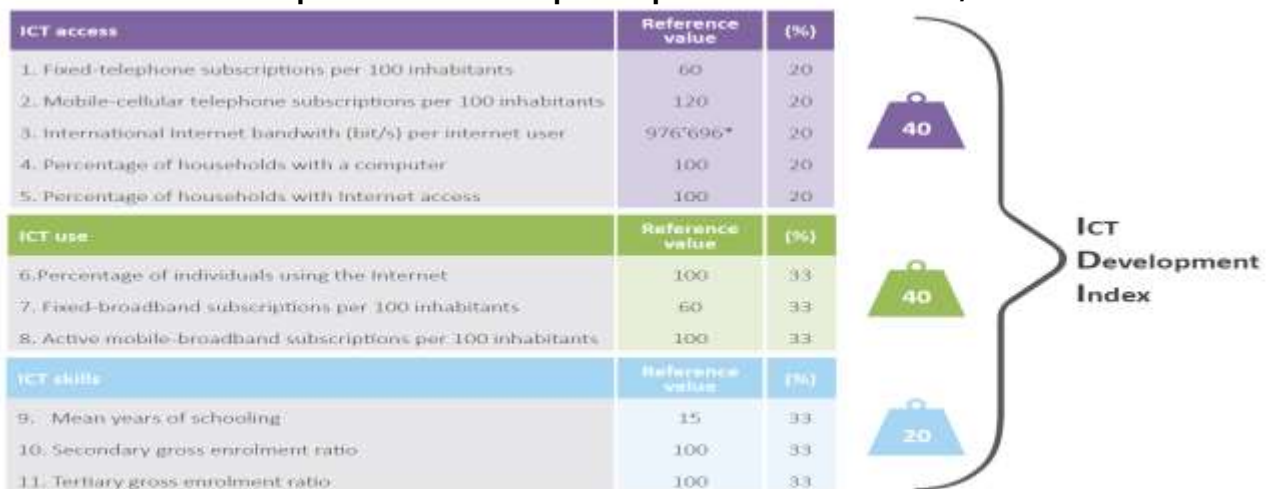 ICT access Reference value (%)
1. Fixed-telephone subscriptions per 100 inhabitants 60 20
2. Mobile-cellular telephone subscriptions per 100 inhabitants 120 20
3. International Internet bandwith (bit/s) per internet user 976'696* 20
4. Percentage of households with a computer 100 20
5. Percentage of households with Internet access 100 20
40
ICT use Reference value (%)
6.Percentage of individuals using the Internet 100 33
7. Fixed-broadband subscriptions per 100 inhabitants 60 33
8. Active mobile-broadband subscriptions per 100 inhabitants 100 33
40
ICT skills Reference value (%)
9. Mean years of schooling 15 33
10. Secondary gross enrolment ratio 100 33
11. Tertiary gross enrolment ratio 100 33
20
ICT
Development
Index